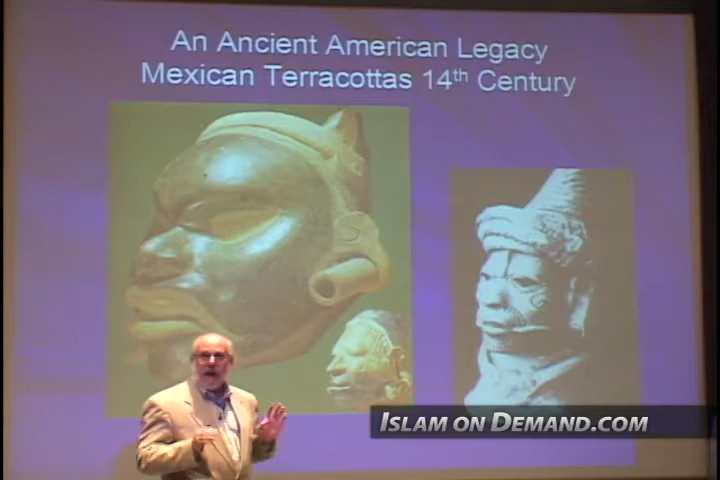 An Ancient American Legacy
Mexican Terracottas 14th Century
ISLAM ON DEMAND.COM